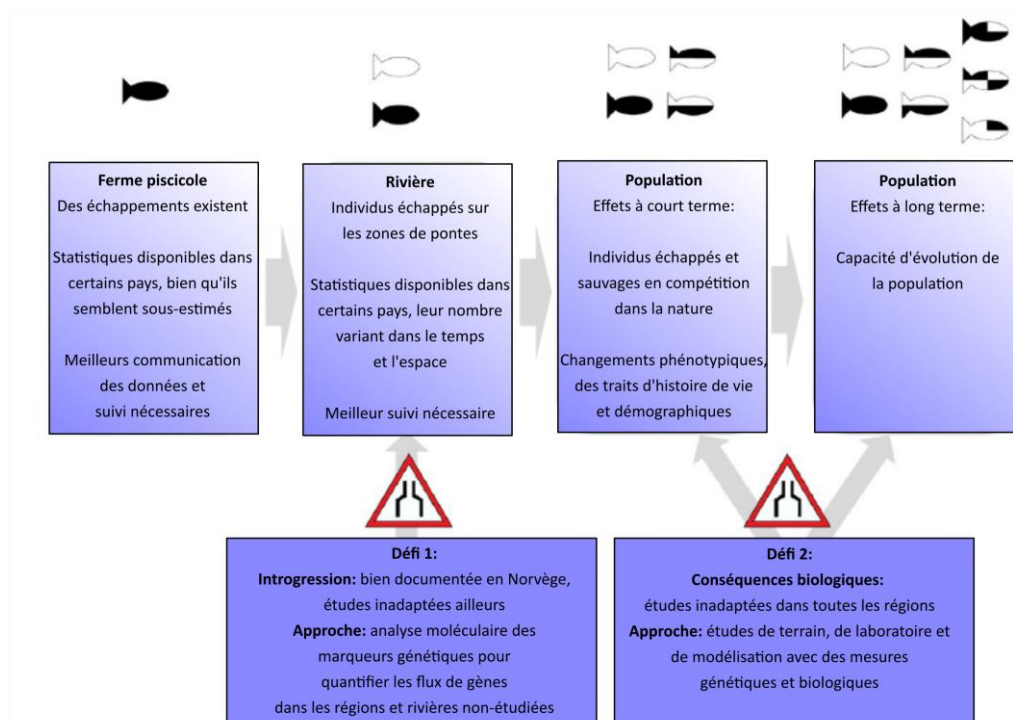 Ferme piscicole
Des échappements existent
Statistiques disponibles dans
certains pays, bien qu'ils
semblent sous-estimés
Meilleurs communication
des données et
suivi nécessaires
Rivière
Individus échappés sur
les zones de pontes
Statistiques disponibles dans
certains pays, leur nombre
variant dans le temps
et l'espace
Meilleur suivi nécessaire
Population
Effets à court terme:
Individus échappés et
sauvages en compétition
dans la nature
Changements phénotypiques,
des traits d'histoire de vie
et démographiques
Population
Effets à long terme:
Capacité d'évolution de
la population
Défi 1:
Introgression: bien documentée en Norvège,
études inadaptées ailleurs
Approche: analyse moléculaire des
marqueurs génétiques pour
quantifier les flux de gènes
dans les régions et rivières non-étudiées
Défi 2:
Conséquences biologiques:
études inadaptées dans toutes les régions
Approche: études de terrain, de laboratoire et
de modélisation avec des mesures
génétiques et biologiques